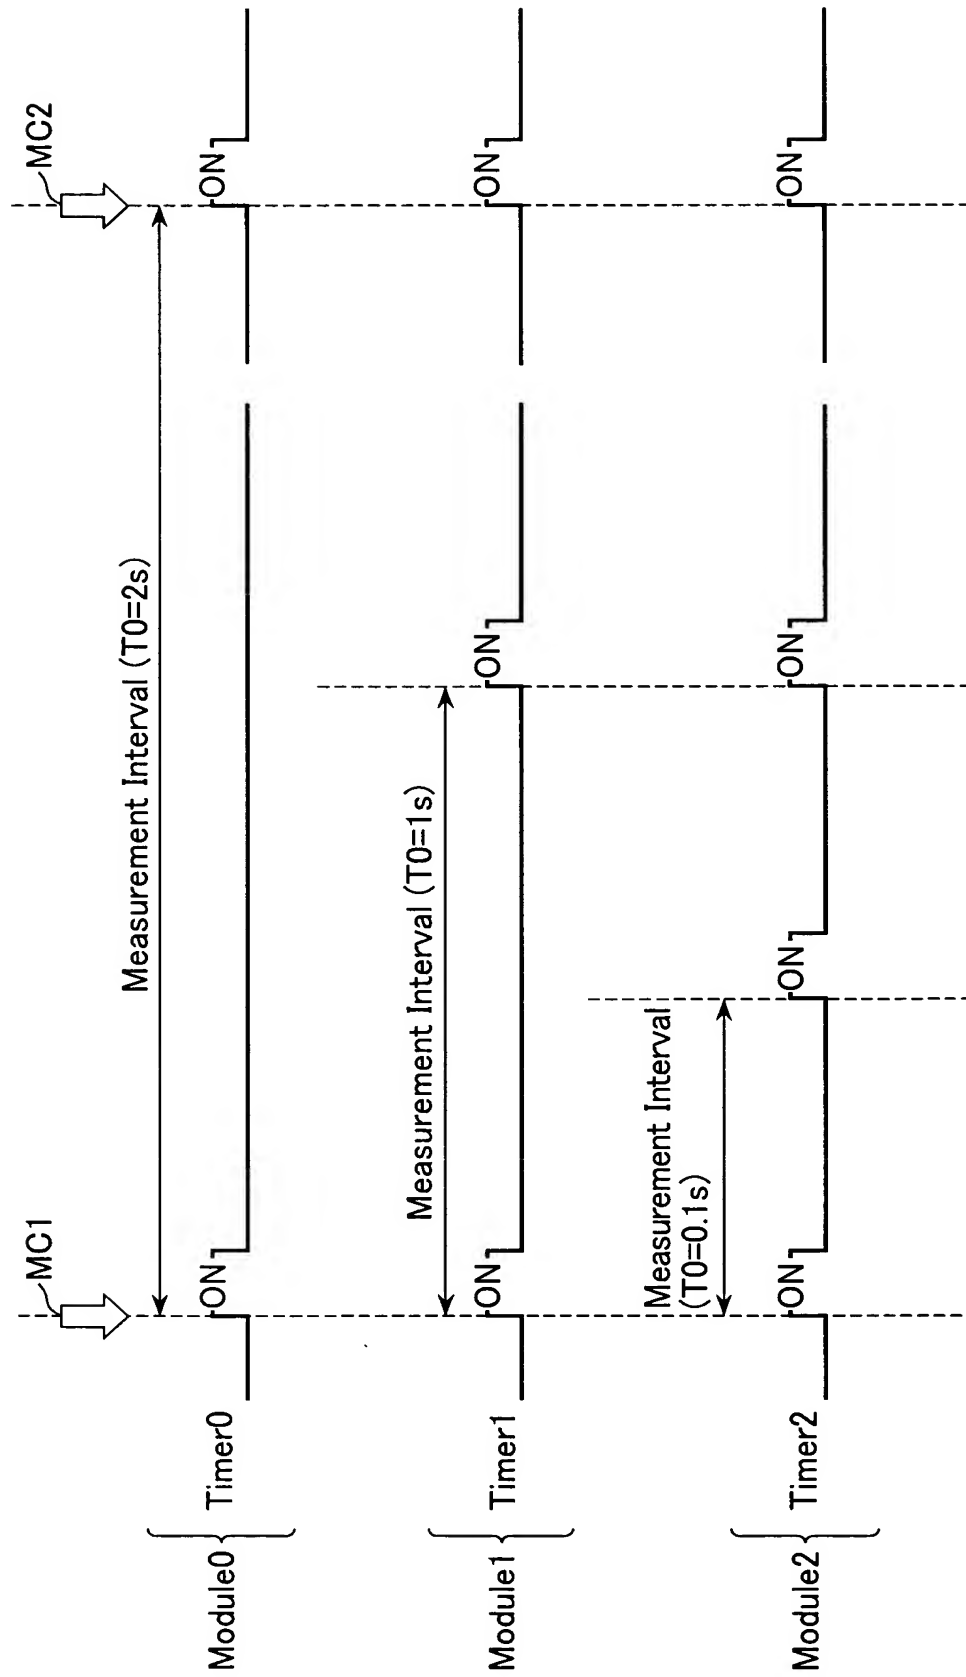 MC1
MC2
Measurement Interval (T0=2s)
Module0
Timer0
ON
ON
Measurement Interval (T0=1s)
Module1
Timer1
ON
ON
ON
Measurement Interval
(T0=0.1s)
Module2
Timer2
ON
ON
ON
ON